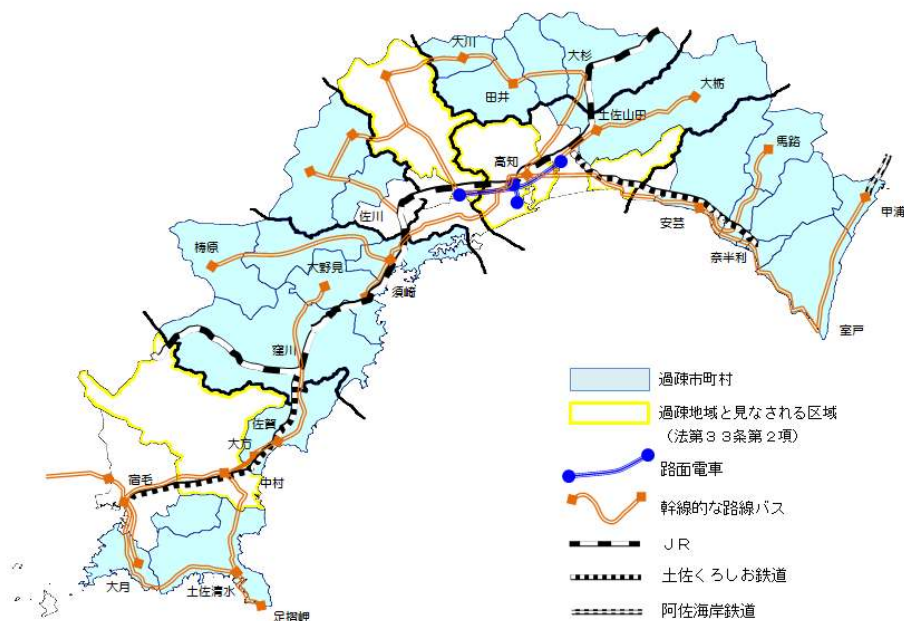 大川
大杉
田井
大栃
土佐山田
馬路
高知
甲浦
佐川
安芸
梼原
奈半利
大野見
須崎
室戸
窪川
佐賀
大方
宿毛
中村
大月
土佐清水
足摺岬
過疎市町村
過疎地域と見なされる区域
(法第33条第2項)
路面電車
幹線的な路線バス
JR
土佐くろしお鉄道
阿佐海岸鉄道